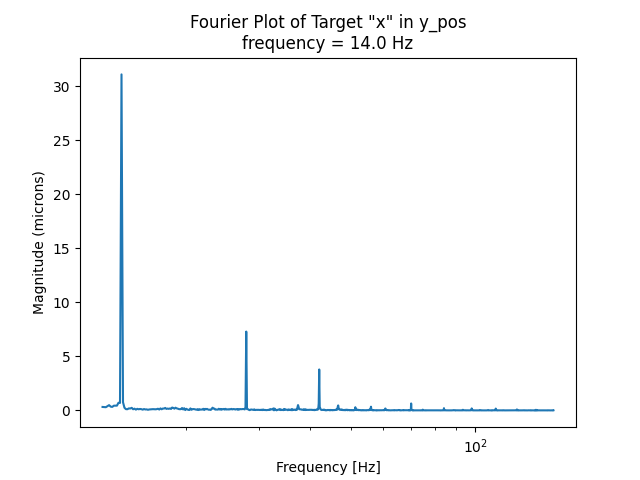 Fourier Plot of Target "x" in y_pos
frequency = 14.0 Hz
30
25
20
15
10
5
0
Magnitude (microns)
10²
Frequency [Hz]